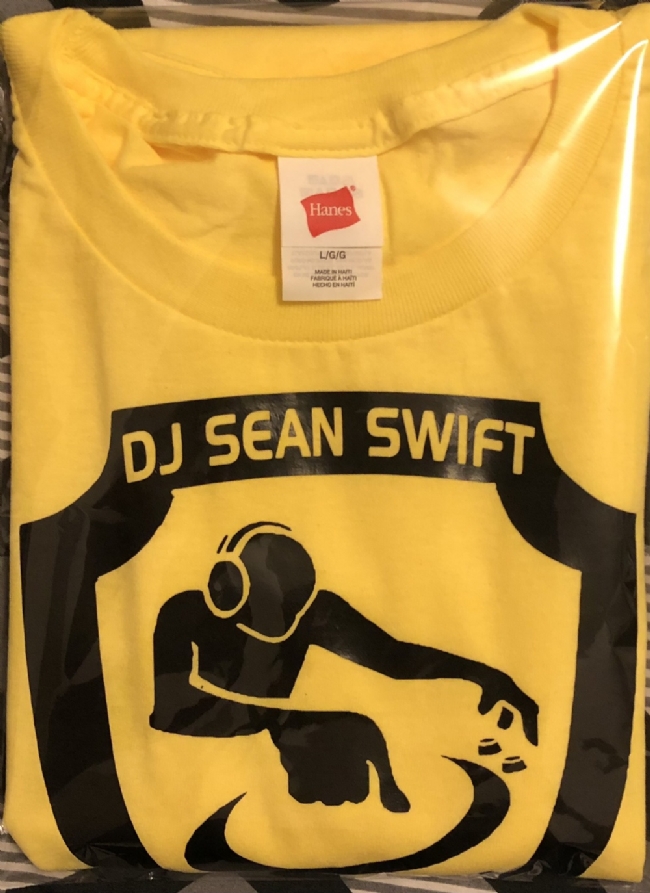 Hanes
L/G/G
MADE IN HAITI
FABRIQUÉ À HAÏTI
HECHO EN HAITÍ
DJ SEAN SWIFT